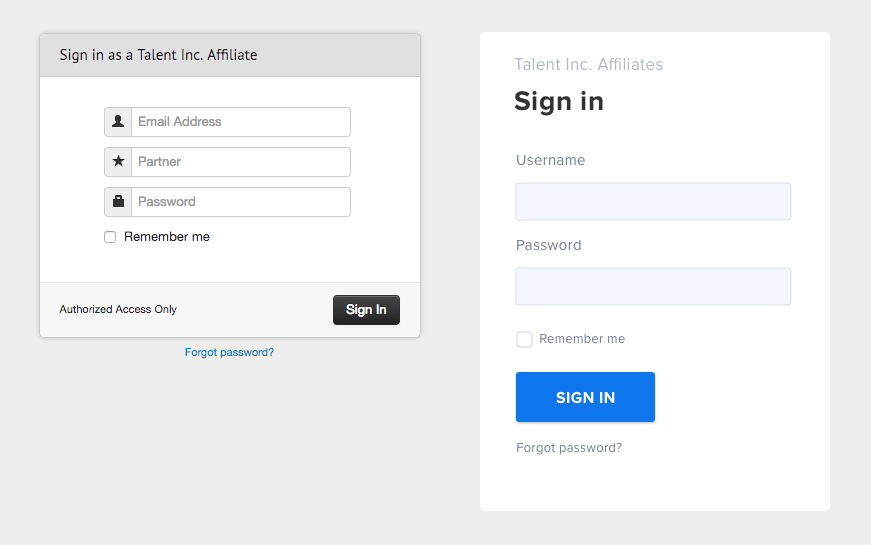 Sign in as a Talent Inc. Affiliate
Email Address
Partner
Password
Remember me
Authorized Access Only
Sign In
Forgot password?
Talent Inc. Affiliates
Sign in
Username
Password
Remember me
SIGN IN
Forgot password?